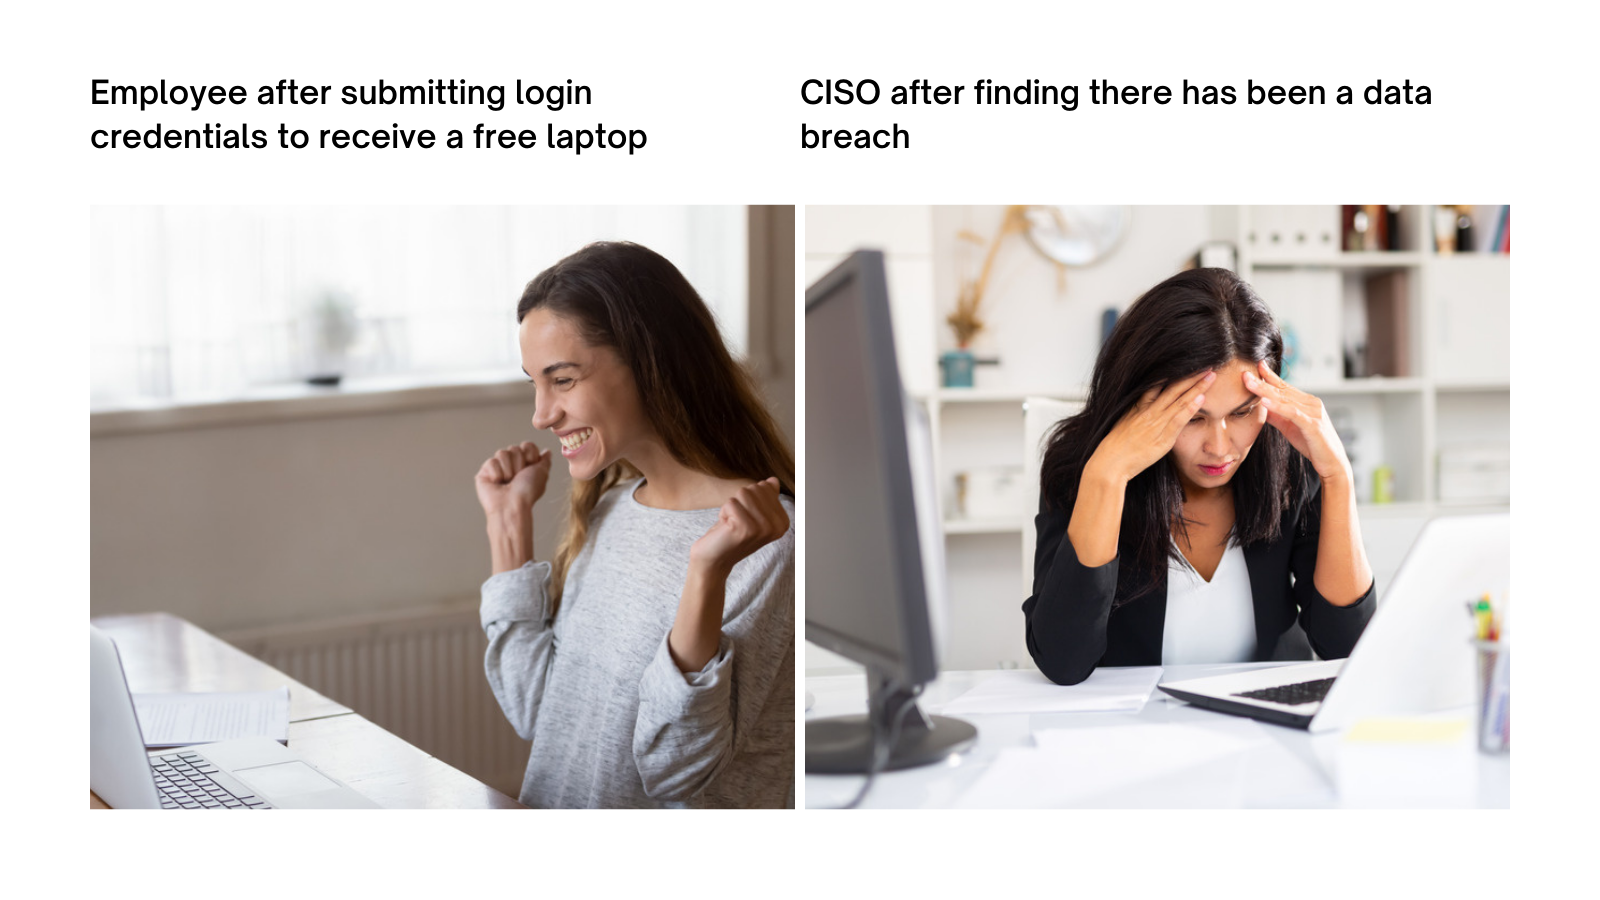 Employee after submitting login
credentials to receive a free laptop
CISO after finding there has been a data
breach